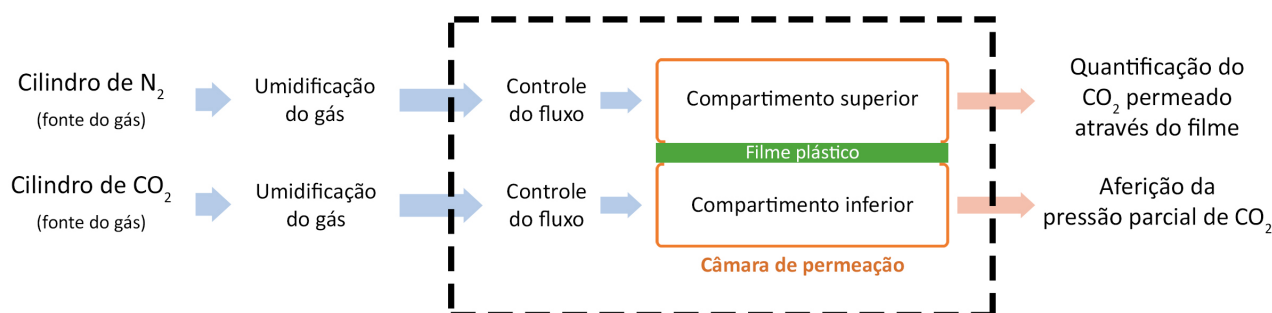 Cilindro de N₂
(fonte do gás)
Umidificação
do gás
Controle
do fluxo
Compartimento superior
Quantificação do
CO₂ permeado
através do filme
Filme plástico
Cilindro de CO₂
(fonte do gás)
Umidificação
do gás
Controle
do fluxo
Compartimento inferior
Aferição da
pressão parcial de CO₂
Câmara de permeação